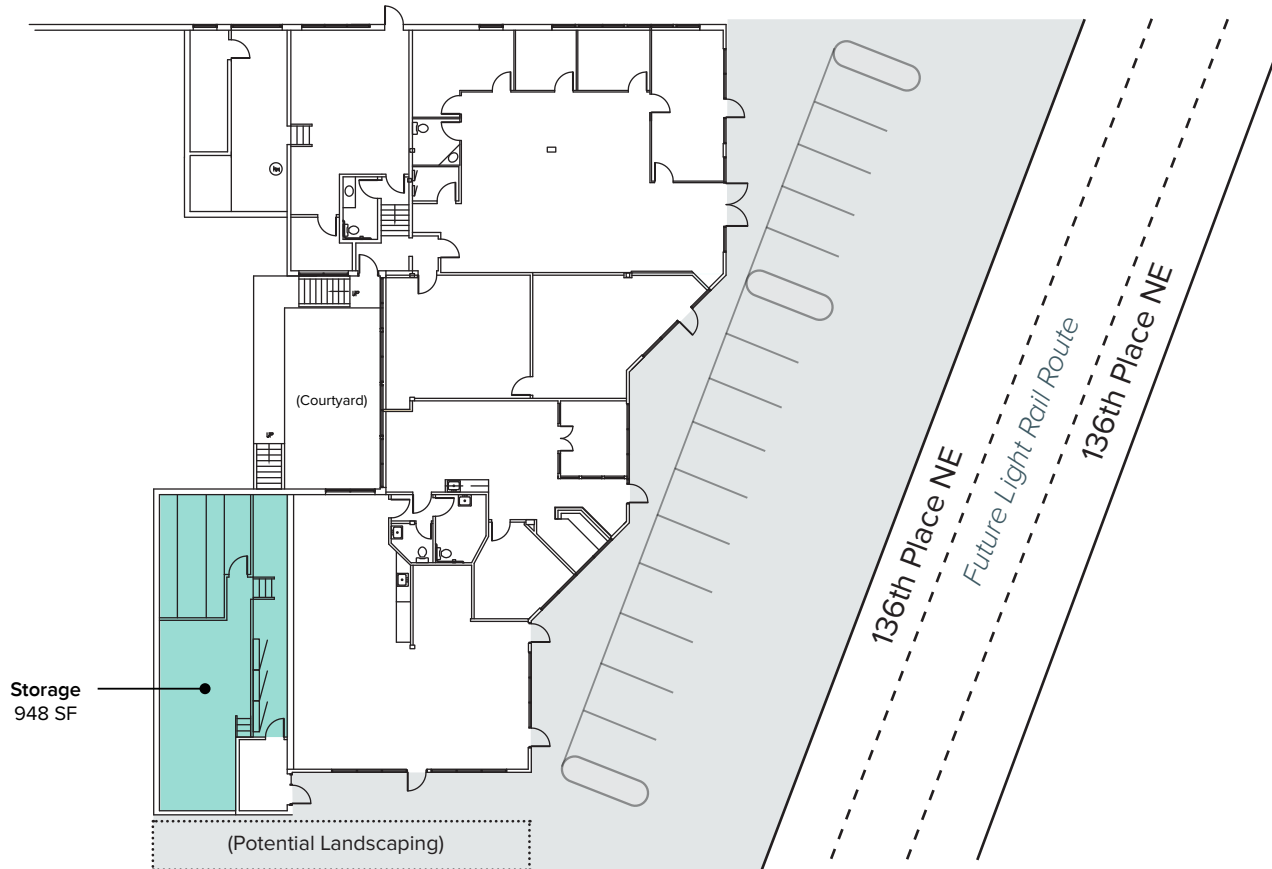 (Courtyard)
UP
UP
Storage
948 SF
(Potential Landscaping)
136th Place NE
Future Light Rail Route
136th Place NE